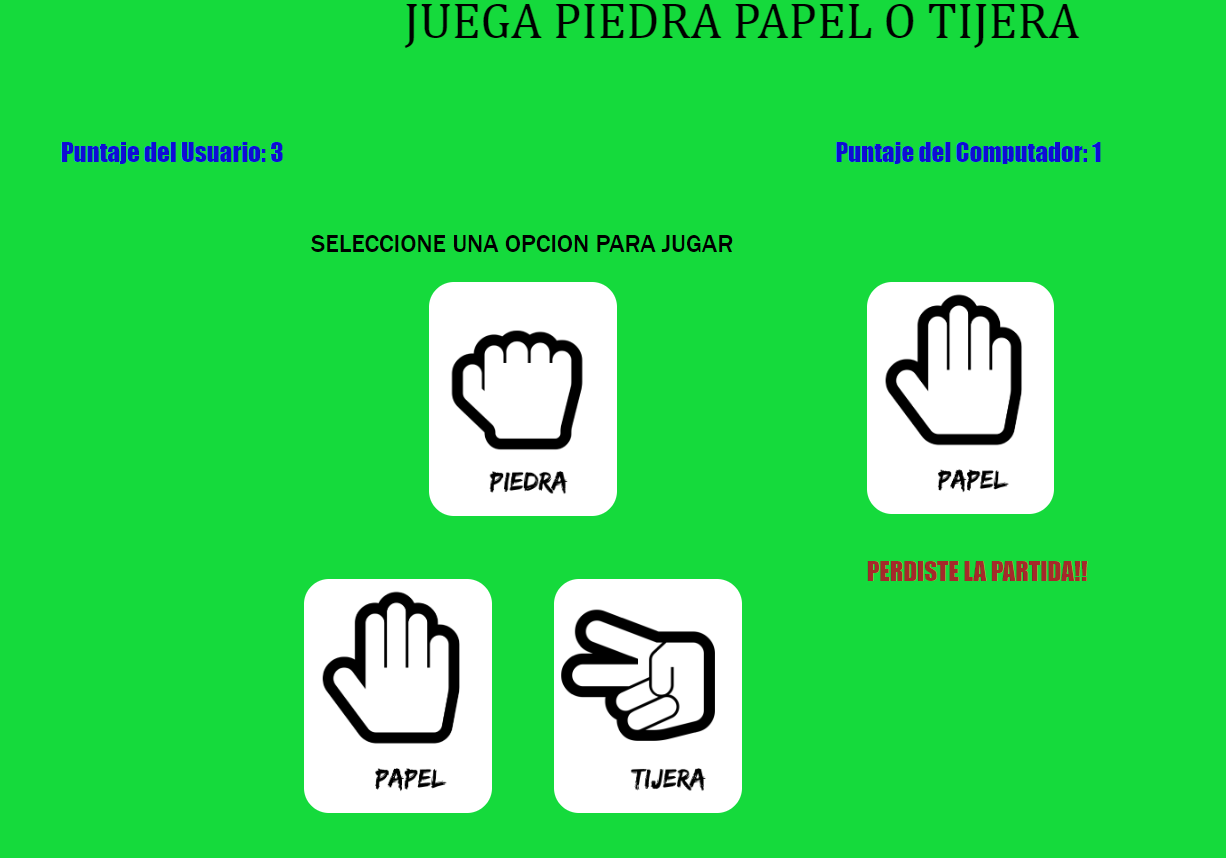 JUEGA PIEDRA PAPEL O TIJERA
Puntaje del Usuario: 3
Puntaje del Computador: 1
SELECCIONE UNA OPCION PARA JUGAR
PIEDRA
PAPEL
PERDISTE LA PARTIDA!!
PAPEL
TIJERA